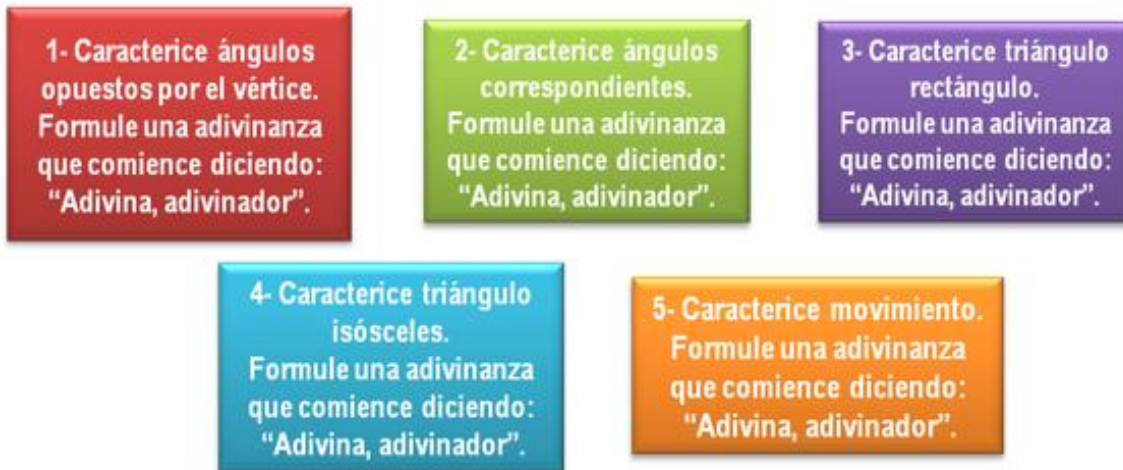 1- Caracterice ángulos
opuestos por el vértice.
Formule una adivinanza
que comience diciendo:
“Adivina, adivinador”.
2- Caracterice ángulos
correspondientes.
Formule una adivinanza
que comience diciendo:
“Adivina, adivinador”.
3- Caracterice triángulo
rectángulo.
Formule una adivinanza
que comience diciendo:
“Adivina, adivinador”.
4- Caracterice triángulo
isósceles.
Formule una adivinanza
que comience diciendo:
“Adivina, adivinador”.
5- Caracterice movimiento.
Formule una adivinanza
que comience diciendo:
“Adivina, adivinador”.